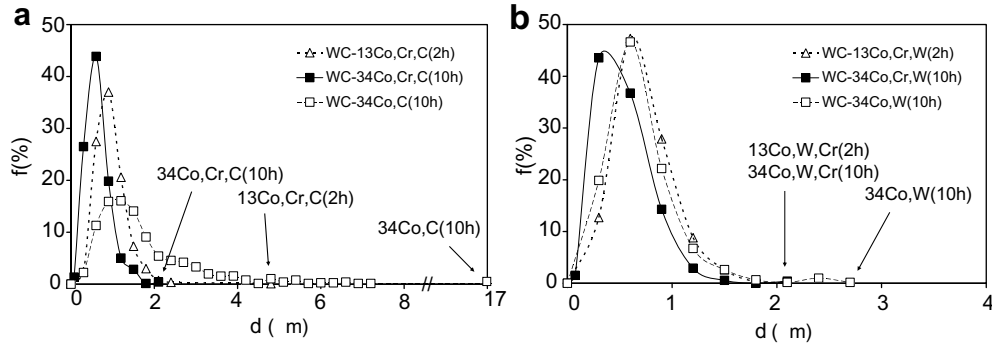 a
50
40
30
20
10
0
f(%)
WC-13Co,Cr,C(2h)
WC-34Co,Cr,C(10h)
WC-34Co,C(10h)
34Co,Cr,C(10h)
13Co,Cr,C(2h)
34Co,C(10h)
0 2 4 6 8 17
d ( m)
b
50
40
30
20
10
0
f(%)
WC-13Co,Cr,W(2h)
WC-34Co,Cr,W(10h)
WC-34Co,W(10h)
13Co,W,Cr(2h)
34Co,W,Cr(10h)
34Co,W(10h)
0 1 2 3 4
d ( m)